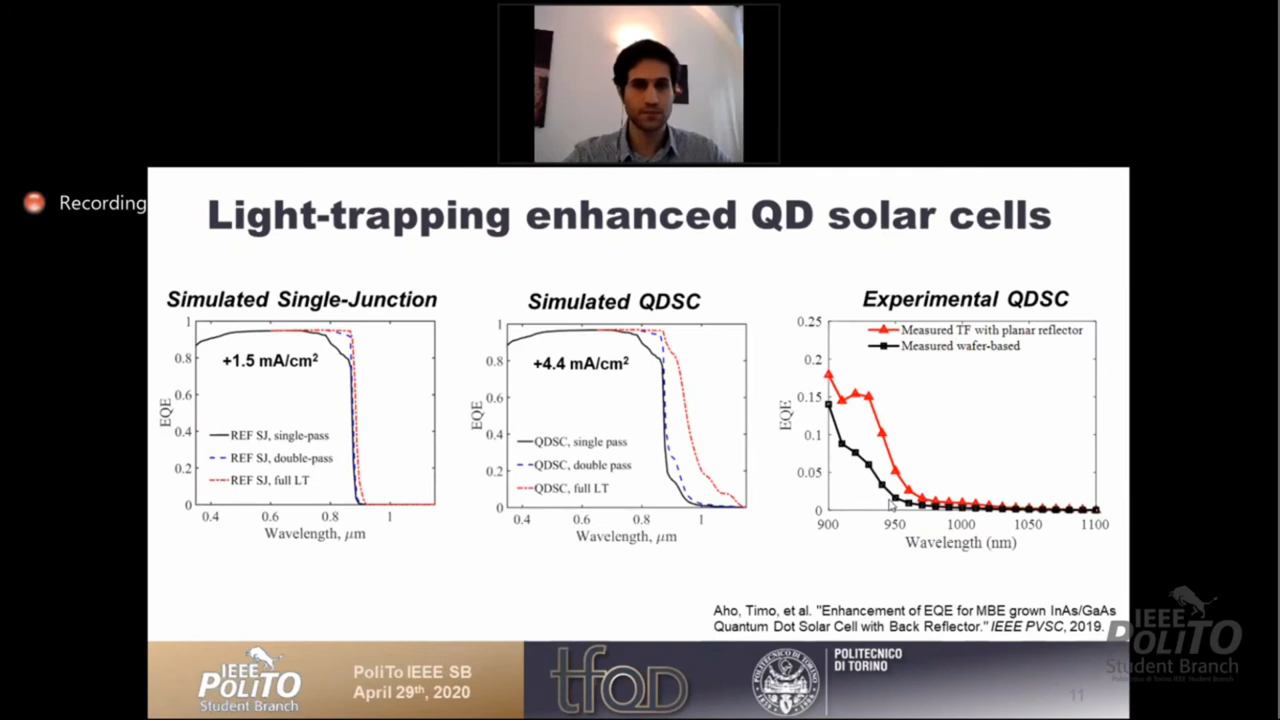 Recording
Light-trapping enhanced QD solar cells
Simulated Single-Junction
1
0.8
0.6
0.4
0.2
0
EQE
+1.5 mA/cm²
REF SJ, single-pass
REF SJ, double-pass
REF SJ, full LT
0.4
0.6
0.8
1
Wavelength, μm
Simulated QDSC
1
0.8
0.6
0.4
0.2
0
EQE
+4.4 mA/cm²
QDSC, single pass
QDSC, double pass
QDSC, full LT
0.4
0.6
0.8
1
Wavelength, μm
Experimental QDSC
0.25
0.2
0.15
0.1
0.05
0
EQE
Measured TF with planar reflector
Measured wafer-based
900
950
1000
1050
1100
Wavelength (nm)
Aho, Timo, et al. "Enhancement of EQE for MBE grown InAs/GaAs
Quantum Dot Solar Cell with Back Reflector." IEEE PVSC, 2019.
IEEE
POLITO
Student Branch
PoliTo IEEE SB
April 29th, 2020
tfQD
POLITECNICO
DI TORINO
11
IEEE
POLITO
Student Branch
Politecnico di Torino IEEE Student Branch